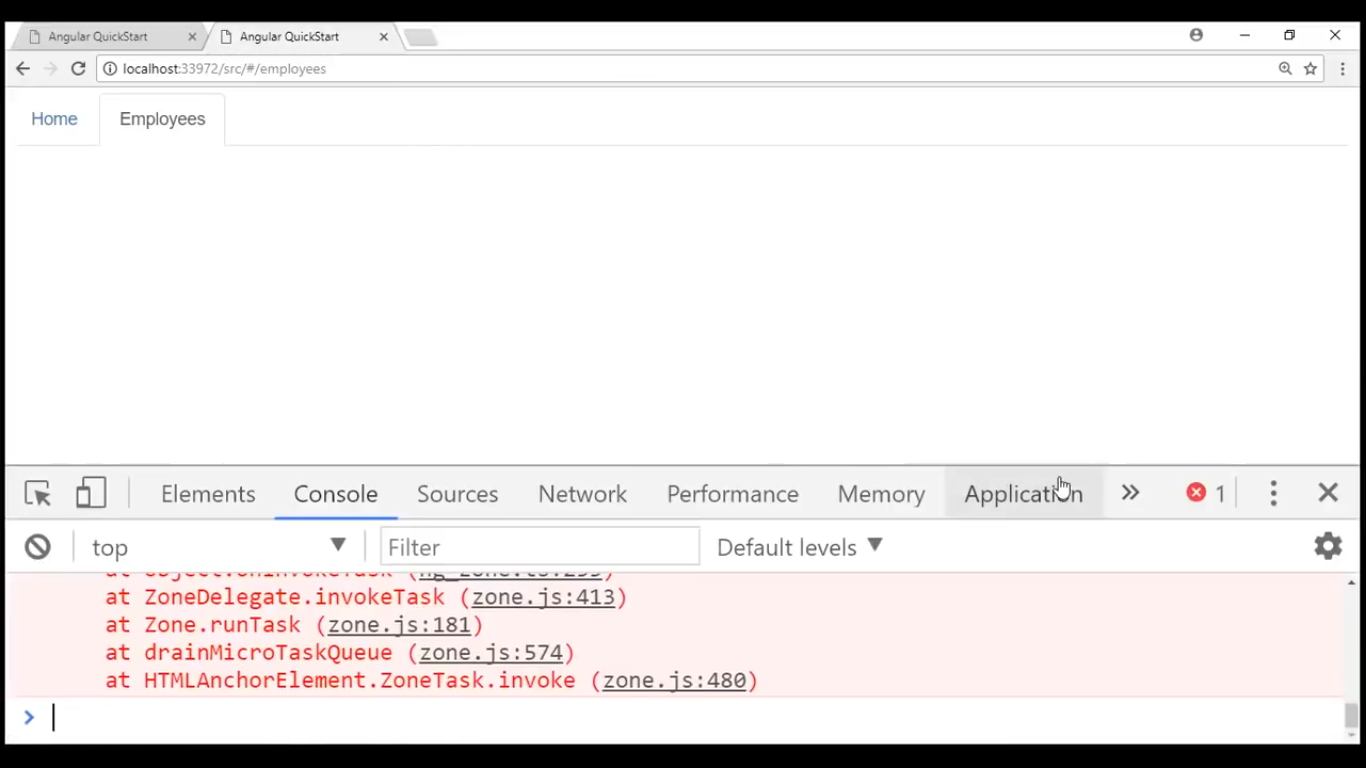 Angular QuickStart Angular QuickStart
localhost:33972/src/#/employees
Home Employees
Elements Console Sources Network Performance Memory Application » 1
top Filter Default levels
at ZoneDelegate.invokeTask (zone.js:413)
at Zone.runTask (zone.js:181)
at drainMicroTaskQueue (zone.js:574)
at HTMLAnchorElement.ZoneTask.invoke (zone.js:480)
>